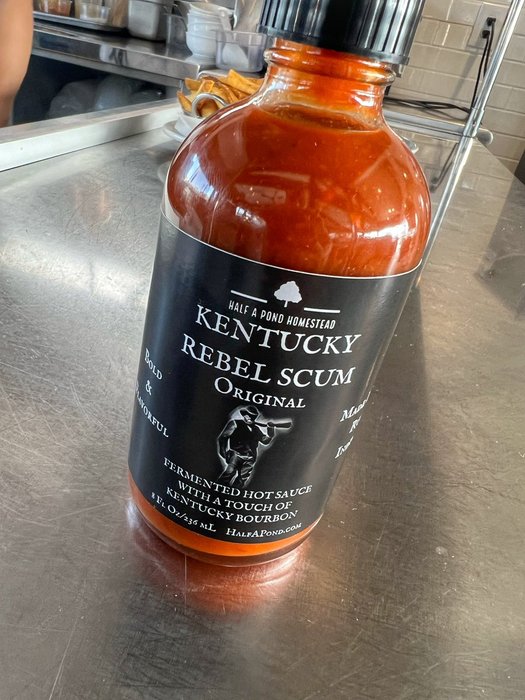 HALF A POND HOMESTEAD
KENTUCKY
REBEL SCUM
ORIGINAL
BOLD
&
FLAVORFUL
FERMENTED HOT SAUCE
WITH A TOUCH OF
KENTUCKY BOURBON
8 FL OZ/236 ML HALFAPOND.COM